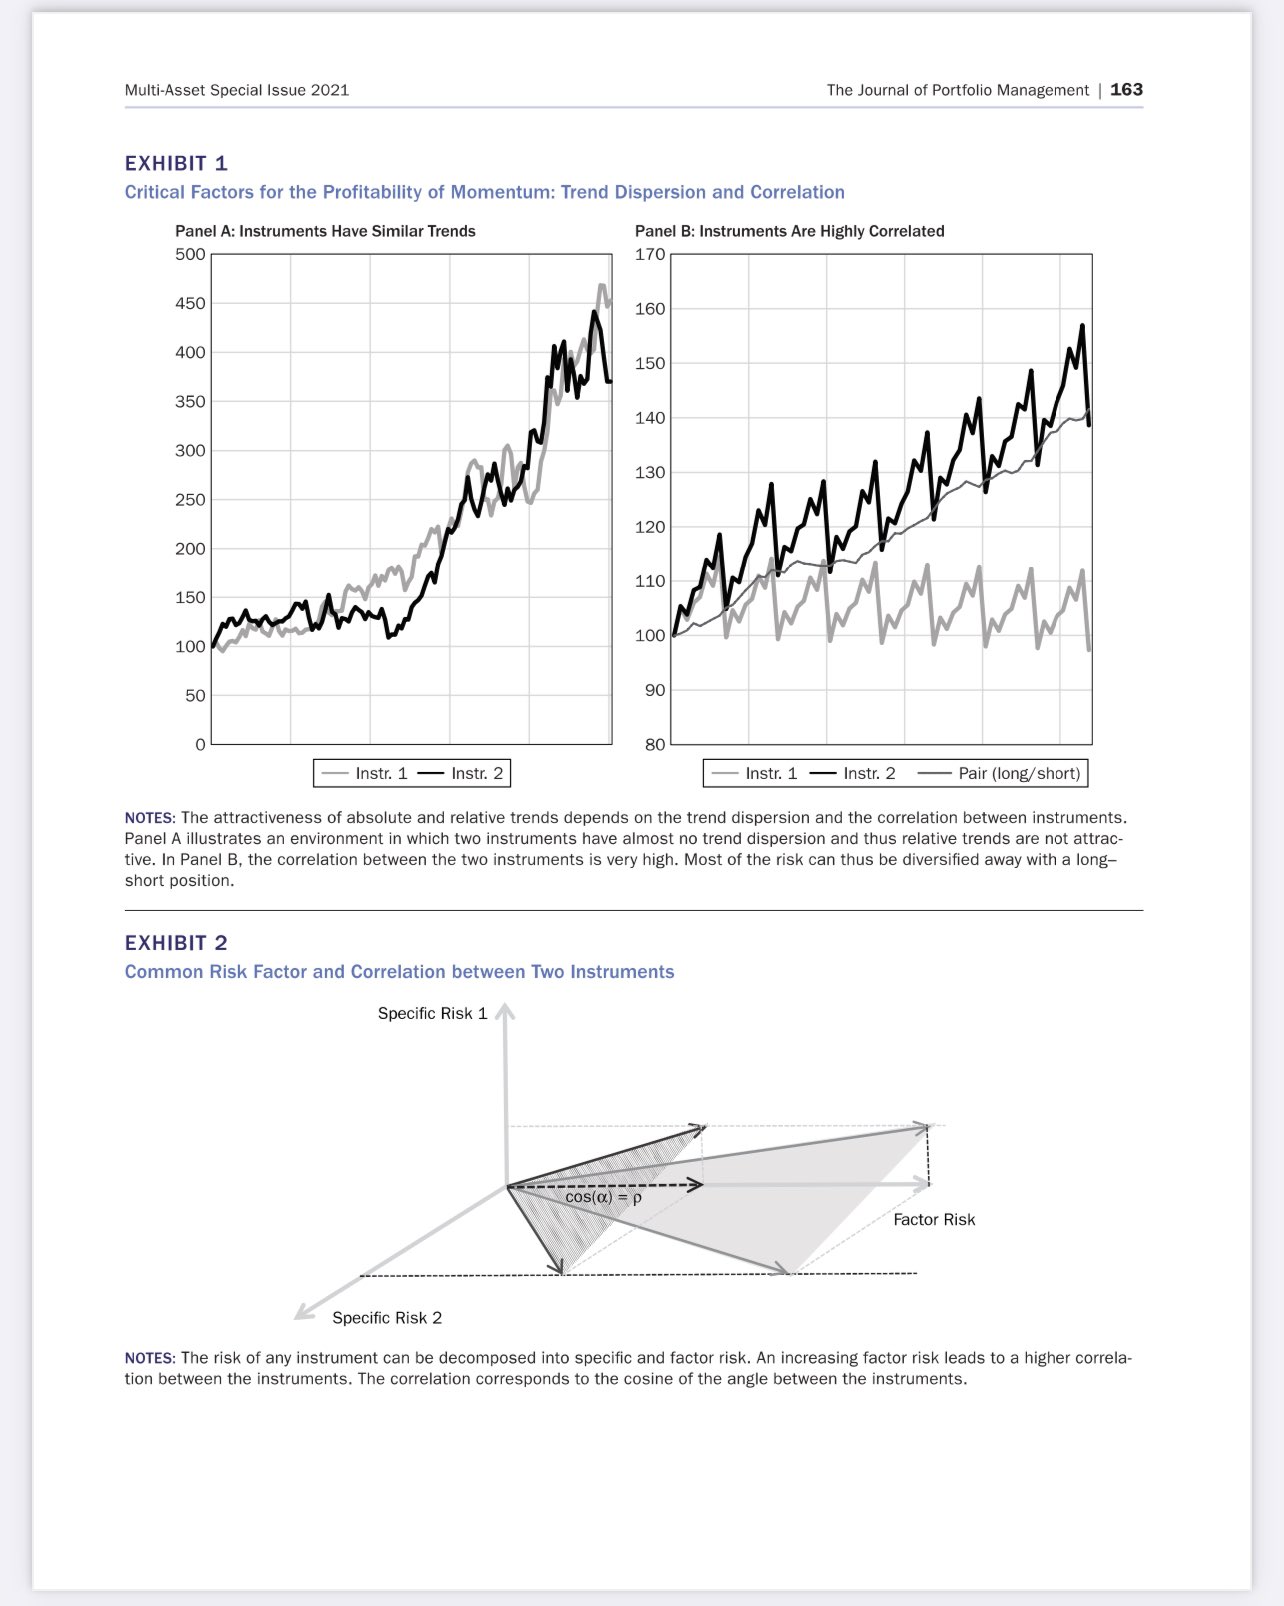 Multi-Asset Special Issue 2021
The Journal of Portfolio Management | 163
EXHIBIT 1
Critical Factors for the Profitability of Momentum: Trend Dispersion and Correlation
Panel A: Instruments Have Similar Trends
500
450
400
350
300
250
200
150
100
50
0
Instr. 1
Instr. 2
Panel B: Instruments Are Highly Correlated
170
160
150
140
130
120
110
100
90
80
Instr. 1
Instr. 2
Pair (long/short)
NOTES: The attractiveness of absolute and relative trends depends on the trend dispersion and the correlation between instruments.
Panel A illustrates an environment in which two instruments have almost no trend dispersion and thus relative trends are not attrac-
tive. In Panel B, the correlation between the two instruments is very high. Most of the risk can thus be diversified away with a long–
short position.
EXHIBIT 2
Common Risk Factor and Correlation between Two Instruments
Specific Risk 1
cos(α) = ρ
Factor Risk
Specific Risk 2
NOTES: The risk of any instrument can be decomposed into specific and factor risk. An increasing factor risk leads to a higher correla-
tion between the instruments. The correlation corresponds to the cosine of the angle between the instruments.